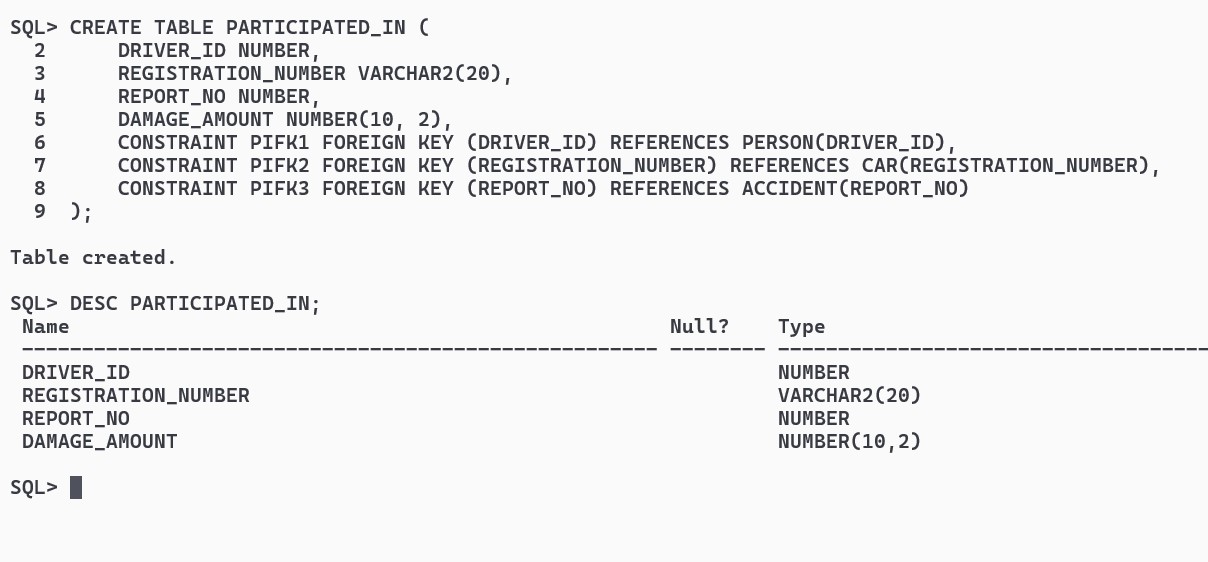 SQL> CREATE TABLE PARTICIPATED_IN (
  2      DRIVER_ID NUMBER,
  3      REGISTRATION_NUMBER VARCHAR2(20),
  4      REPORT_NO NUMBER,
  5      DAMAGE_AMOUNT NUMBER(10, 2),
  6      CONSTRAINT PIFK1 FOREIGN KEY (DRIVER_ID) REFERENCES PERSON(DRIVER_ID),
  7      CONSTRAINT PIFK2 FOREIGN KEY (REGISTRATION_NUMBER) REFERENCES CAR(REGISTRATION_NUMBER),
  8      CONSTRAINT PIFK3 FOREIGN KEY (REPORT_NO) REFERENCES ACCIDENT(REPORT_NO)
  9  );
Table created.
SQL> DESC PARTICIPATED_IN;
 Name                                                  Null?    Type
 ----------------------------------------------------- -------- ------------------------------------
 DRIVER_ID                                                      NUMBER
 REGISTRATION_NUMBER                                            VARCHAR2(20)
 REPORT_NO                                                      NUMBER
 DAMAGE_AMOUNT                                                  NUMBER(10,2)
SQL>